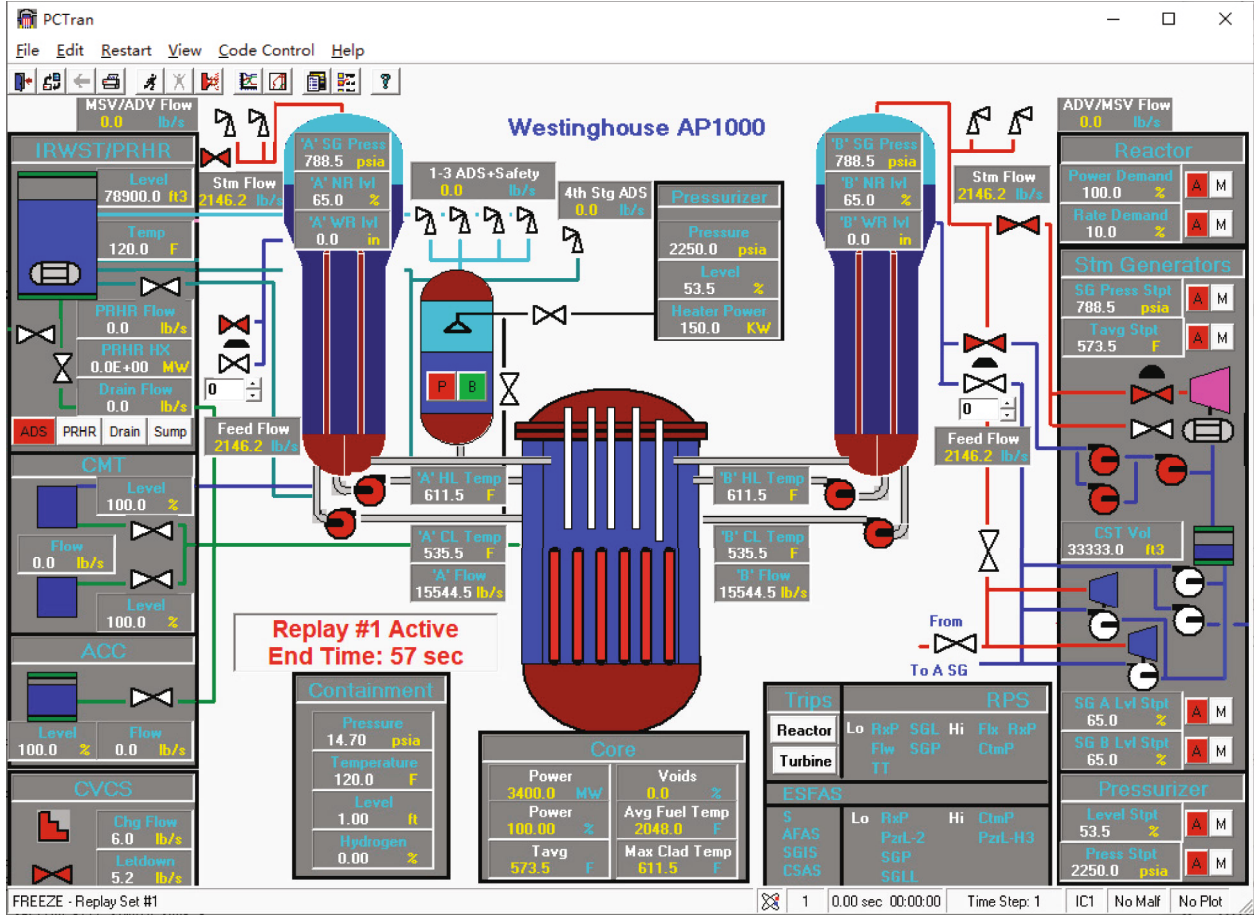 PCTran
File Edit Restart View Code Control Help
MSV/ADV Flow
0.0 lb/s
ADV/MSV Flow
0.0 lb/s
Westinghouse AP1000
IRWST/PRHR
Level
78900.0 ft3
Temp
120.0 F
PRHR Flow
0.0 lb/s
PRHR HX
0.0E+00 MW
Drain Flow
0.0 lb/s
ADS PRHR Drain Sump
Stm Flow
2146.2 lb/s
'A' SG Press
788.5 psia
'A' NR lvl
65.0 %
'A' WR lvl
0.0 in
0
Feed Flow
2146.2 lb/s
1-3 ADS+Safety
0.0 lb/s
4th Stg ADS
0.0 lb/s
P B
Pressurizer
Pressure
2250.0 psia
Level
53.5 %
Heater Power
150.0 KW
'B' SG Press
788.5 psia
'B' NR lvl
65.0 %
'B' WR lvl
0.0 in
Stm Flow
2146.2 lb/s
0
Feed Flow
2146.2 lb/s
Reactor
Power Demand
100.0 % A M
Rate Demand
10.0 % A M
Stm Generators
SG Press Stpt
788.5 psia A M
Tavg Stpt
573.5 F A M
CST Vol
33333.0 ft3
From
To A SG
SG A Lvl Stpt
65.0 % A M
SG B Lvl Stpt
65.0 % A M
Pressurizer
Level Stpt
53.5 % A M
Press Stpt
2250.0 psia A M
CMT
Level
100.0 %
Flow
0.0 lb/s
Level
100.0 %
ACC
Level
100.0 %
Flow
0.0 lb/s
CVCS
Chg Flow
6.0 lb/s
Letdown
5.2 lb/s
'A' HL Temp
611.5 F
'A' CL Temp
535.5 F
'A' Flow
15544.5 lb/s
'B' HL Temp
611.5 F
'B' CL Temp
535.5 F
'B' Flow
15544.5 lb/s
Replay #1 Active
End Time: 57 sec
Containment
Pressure
14.70 psia
Temperature
120.0 F
Level
1.00 ft
Hydrogen
0.00 %
Core
Power
3400.0 MW
Voids
0.0 %
Power
100.00 %
Avg Fuel Temp
2048.0 F
Tavg
573.5 F
Max Clad Temp
611.5 F
Trips RPS
Reactor
Turbine
Lo RxP SGL Hi Flx RxP
Flw SGP CtmP
TT
ESFAS
S Lo RxP Hi CtmP
AFAS PzrL-2 PzrL-H3
SGIS SGP
CSAS SGLL
FREEZE - Replay Set #1
1 0.00 sec 00:00:00 Time Step: 1 IC1 No Malf No Plot